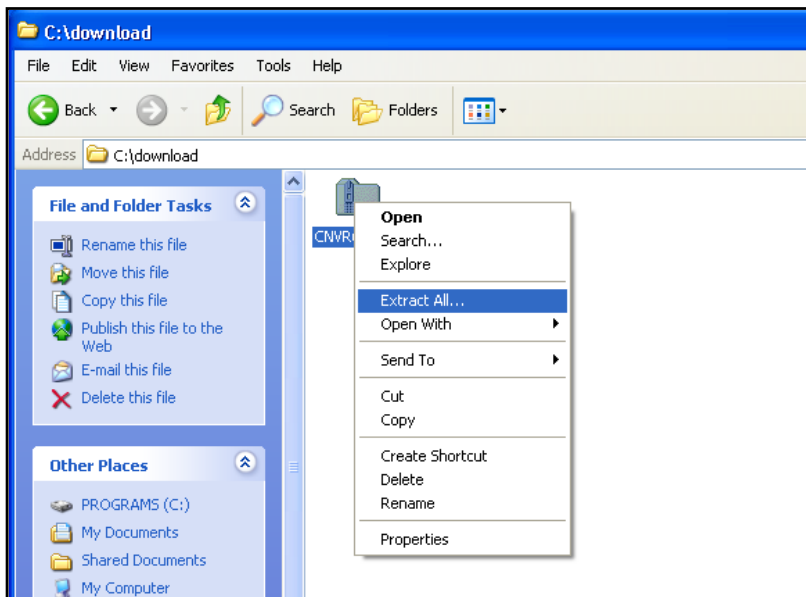 C:\download
File Edit View Favorites Tools Help
Back Search Folders
Address C:\download
File and Folder Tasks
Rename this file
Move this file
Copy this file
Publish this file to the
Web
E-mail this file
Delete this file
Other Places
PROGRAMS (C:)
My Documents
Shared Documents
My Computer
Open
Search...
Explore
Extract All...
Open With
Send To
Cut
Copy
Create Shortcut
Delete
Rename
Properties